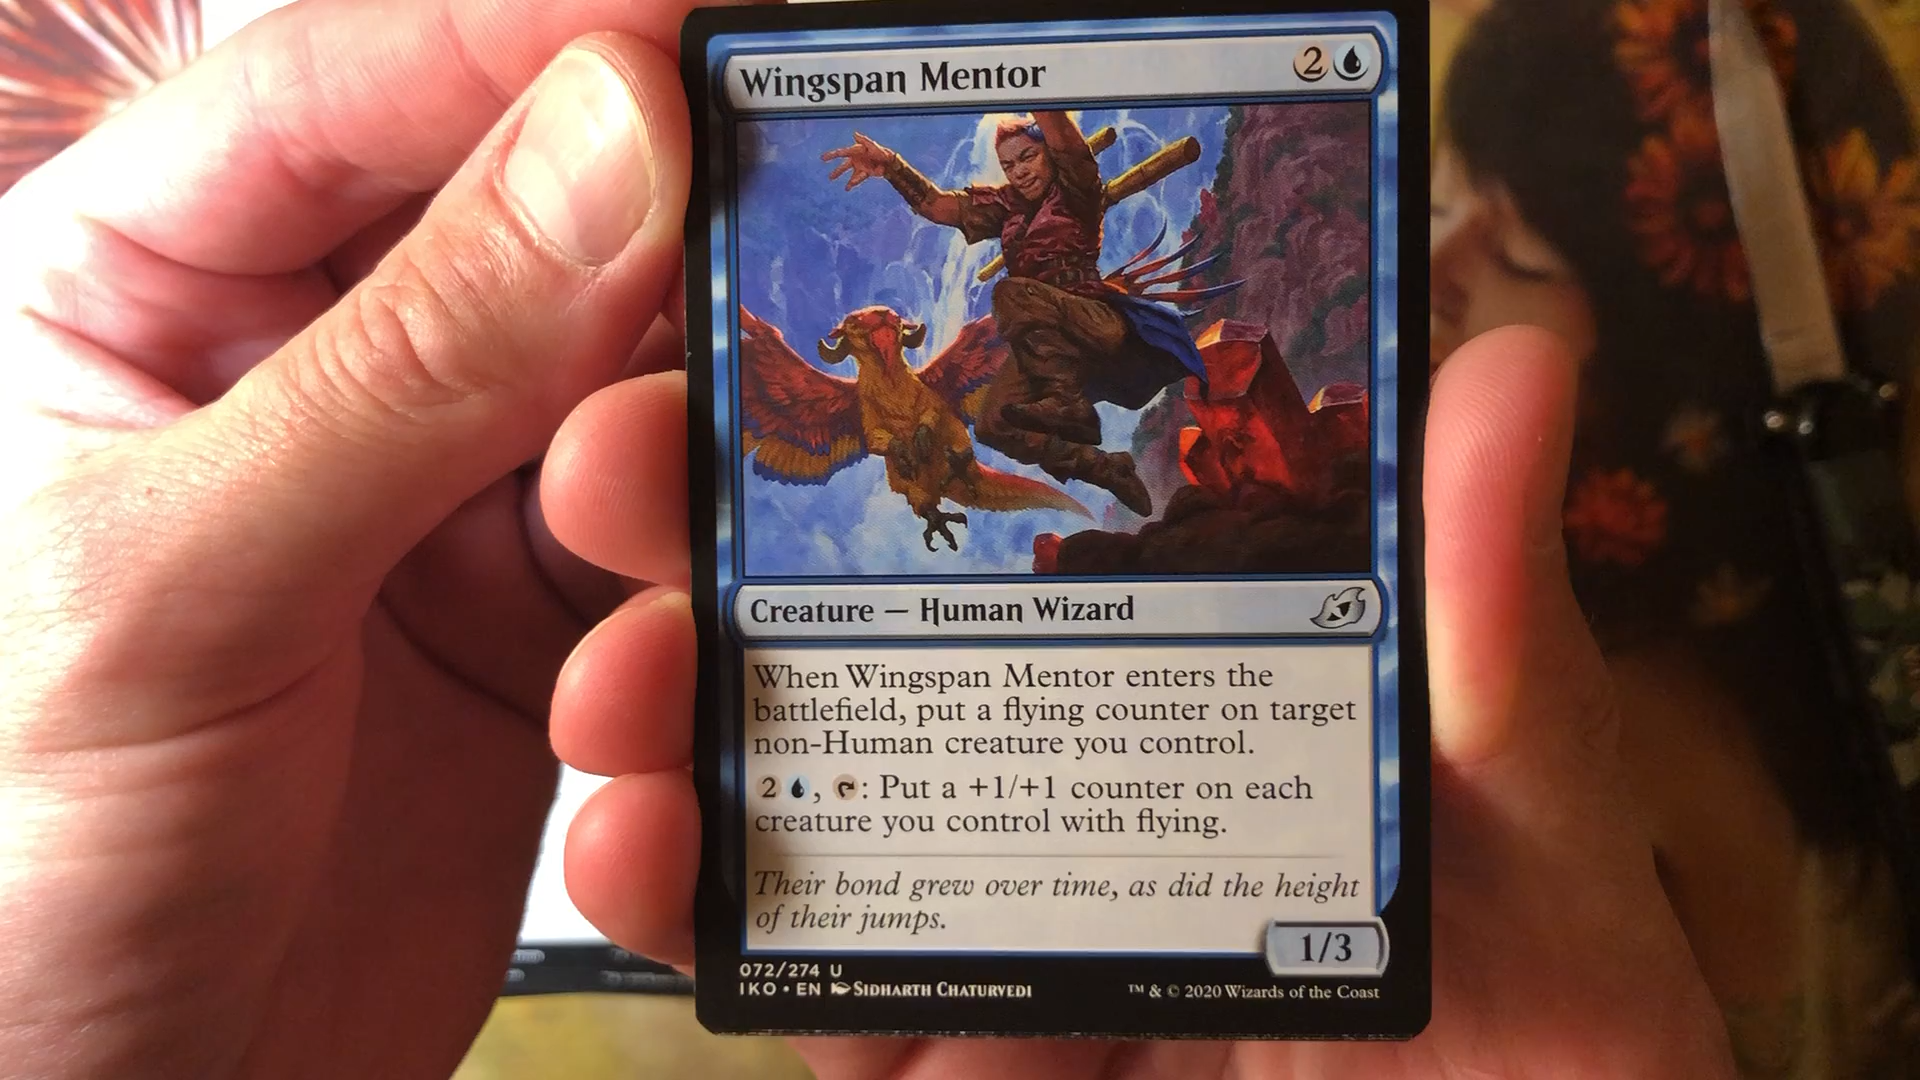 Wingspan Mentor 2
Creature — Human Wizard
When Wingspan Mentor enters the
battlefield, put a flying counter on target
non-Human creature you control.
2 , : Put a +1/+1 counter on each
creature you control with flying.
Their bond grew over time, as did the height
of their jumps.
1/3
072/274 U
IKO • EN Sidharth Chaturvedi
™ & © 2020 Wizards of the Coast